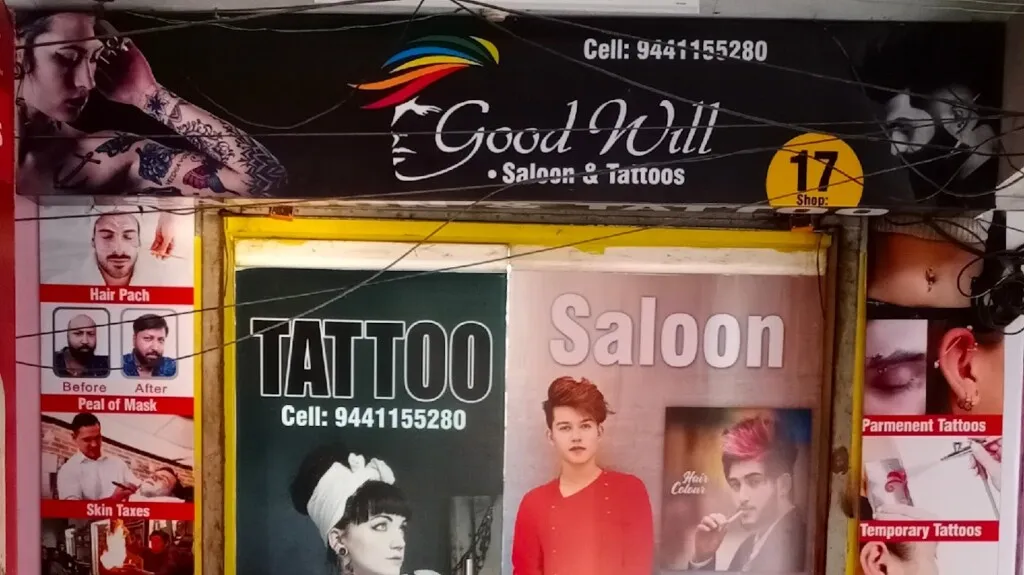 Cell: 9441155280
Good Will
• Saloon & Tattoos
17
Shop:
Hair Pach
Before
After
Peal of Mask
Skin Taxes
TATTOO
Cell: 9441155280
Saloon
Hair
Colour
Parmenent Tattoos
Temporary Tattoos